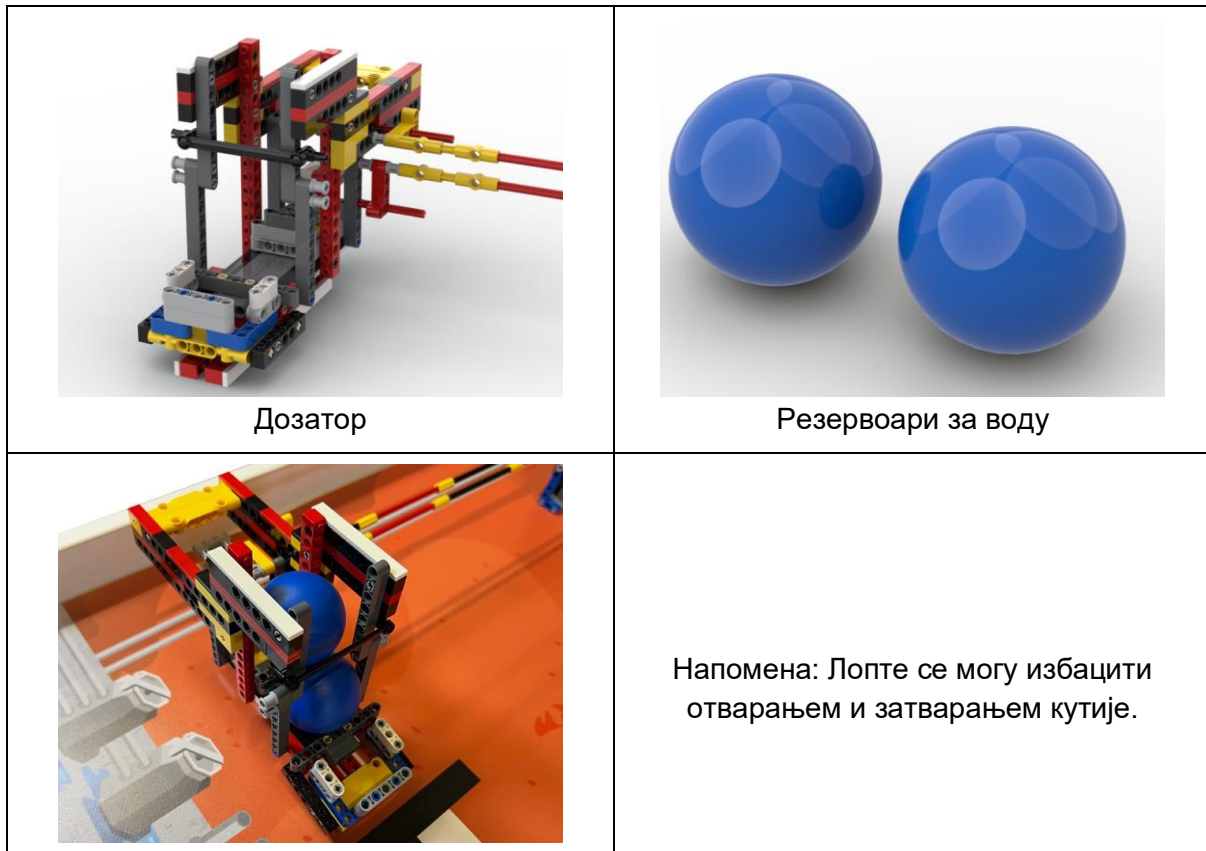 Дозатор
Резервоари за воду
Напомена: Лопте се могу избацити
отварањем и затварањем кутије.